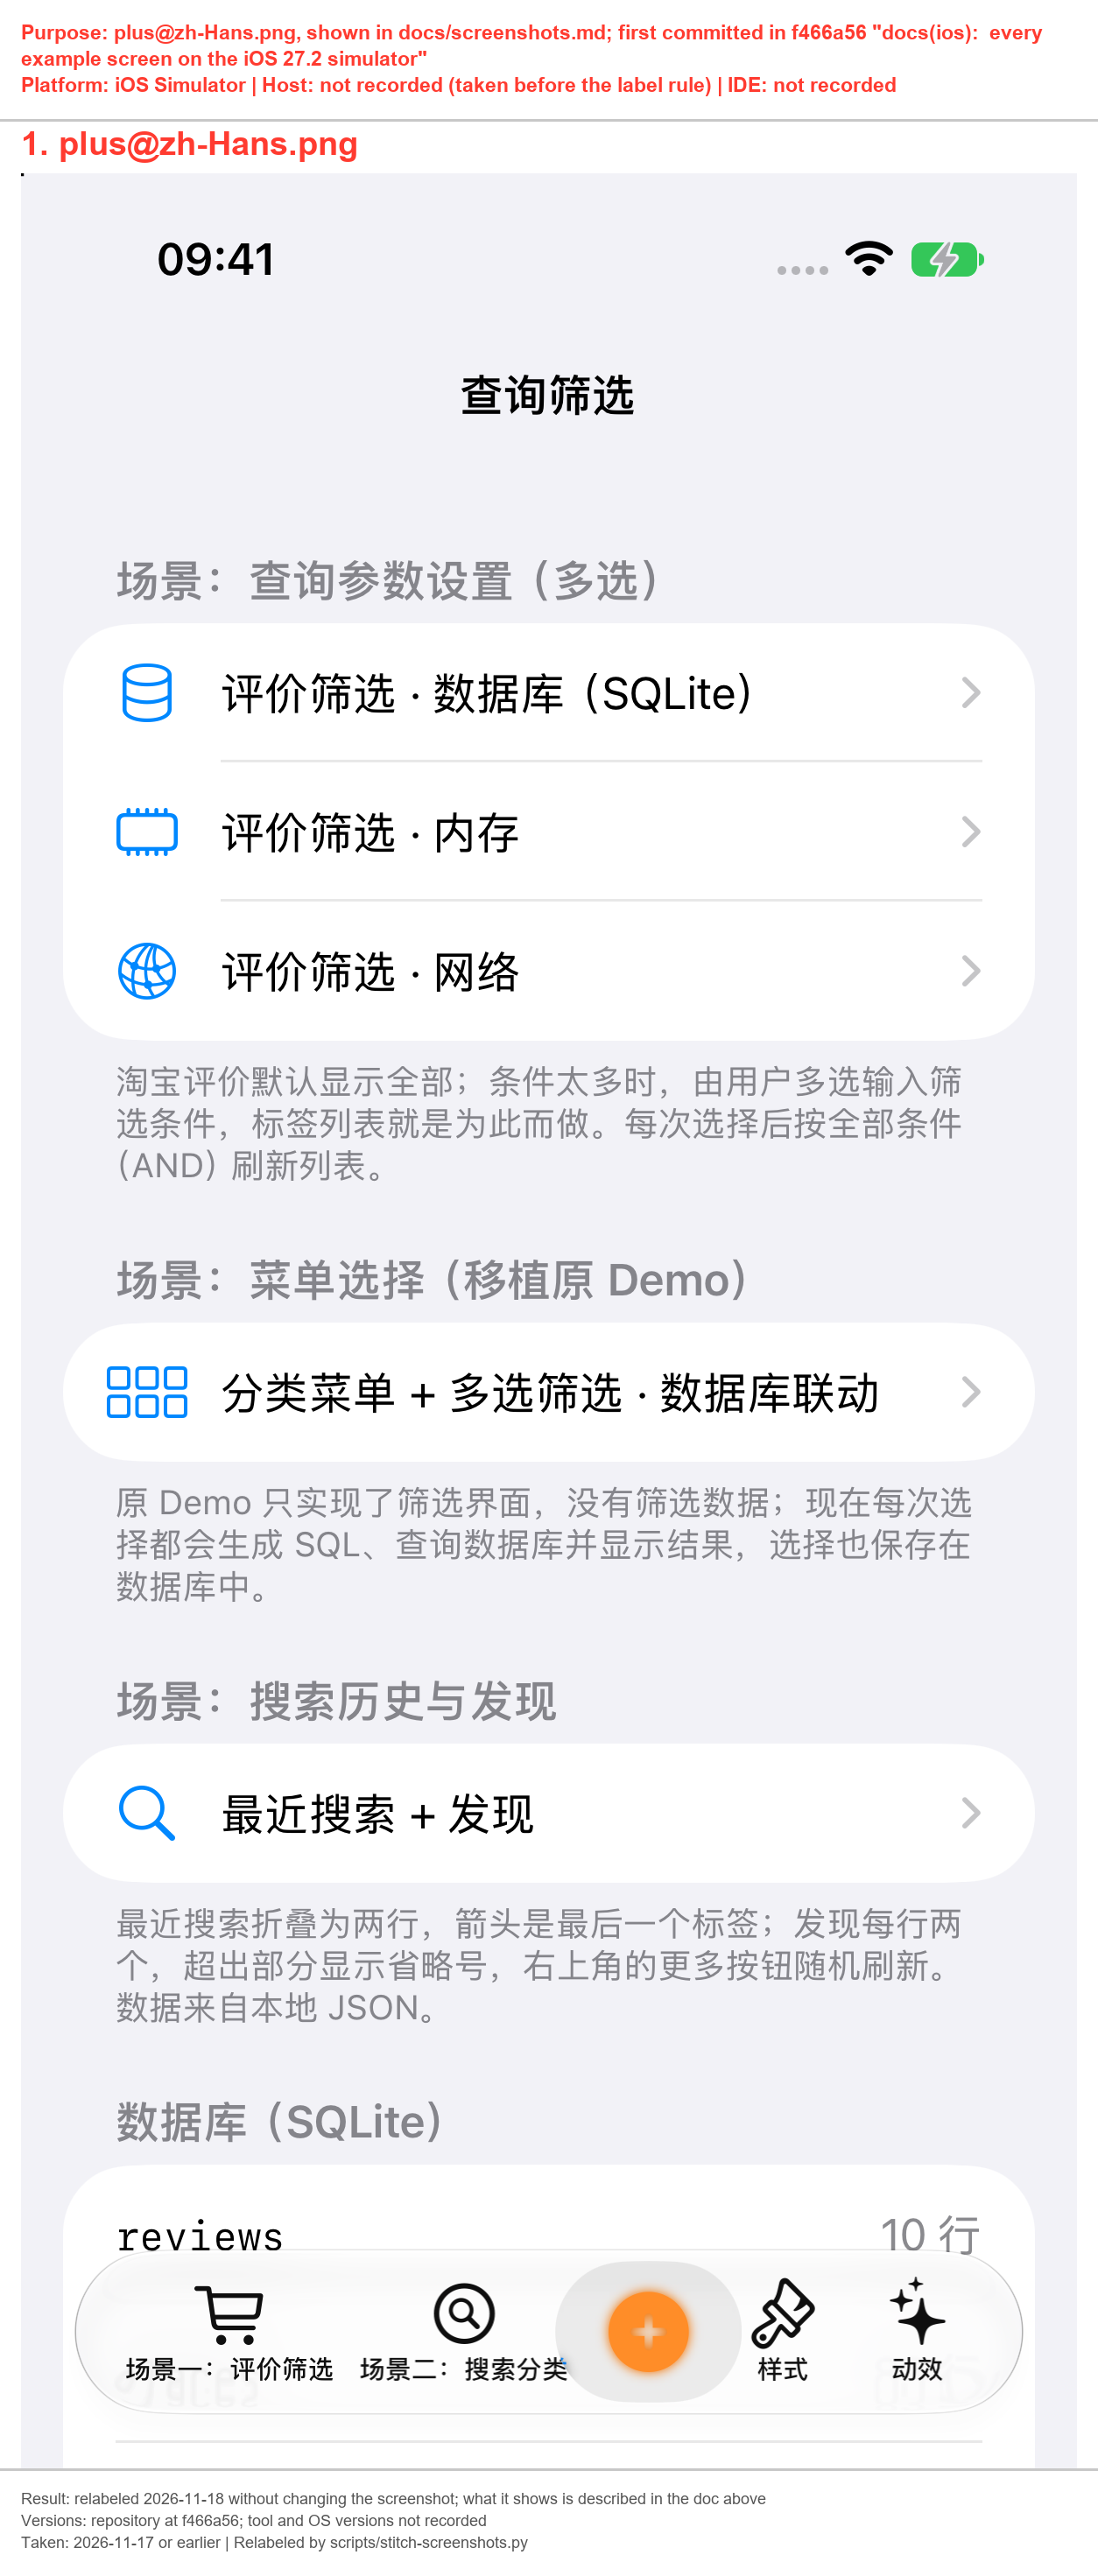 Purpose: plus@zh-Hans.png, shown in docs/screenshots.md; first committed in f466a56 "docs(ios):  every
example screen on the iOS 27.2 simulator"
Platform: iOS Simulator | Host: not recorded (taken before the label rule) | IDE: not recorded
1. plus@zh-Hans.png
09:41
查询筛选
场景：查询参数设置（多选）
评价筛选 · 数据库（SQLite）
评价筛选 · 内存
评价筛选 · 网络
淘宝评价默认显示全部；条件太多时，由用户多选输入筛
选条件，标签列表就是为此而做。每次选择后按全部条件
（AND）刷新列表。
场景：菜单选择（移植原 Demo）
分类菜单 + 多选筛选 · 数据库联动
原 Demo 只实现了筛选界面，没有筛选数据；现在每次选
择都会生成 SQL、查询数据库并显示结果，选择也保存在
数据库中。
场景：搜索历史与发现
最近搜索 + 发现
最近搜索折叠为两行，箭头是最后一个标签；发现每行两
个，超出部分显示省略号，右上角的更多按钮随机刷新。
数据来自本地 JSON。
数据库（SQLite）
reviews 10 行
场景一：评价筛选 场景二：搜索分类 样式 动效
Result: relabeled 2026-11-18 without changing the screenshot; what it shows is described in the doc above
Versions: repository at f466a56; tool and OS versions not recorded
Taken: 2026-11-17 or earlier | Relabeled by scripts/stitch-screenshots.py